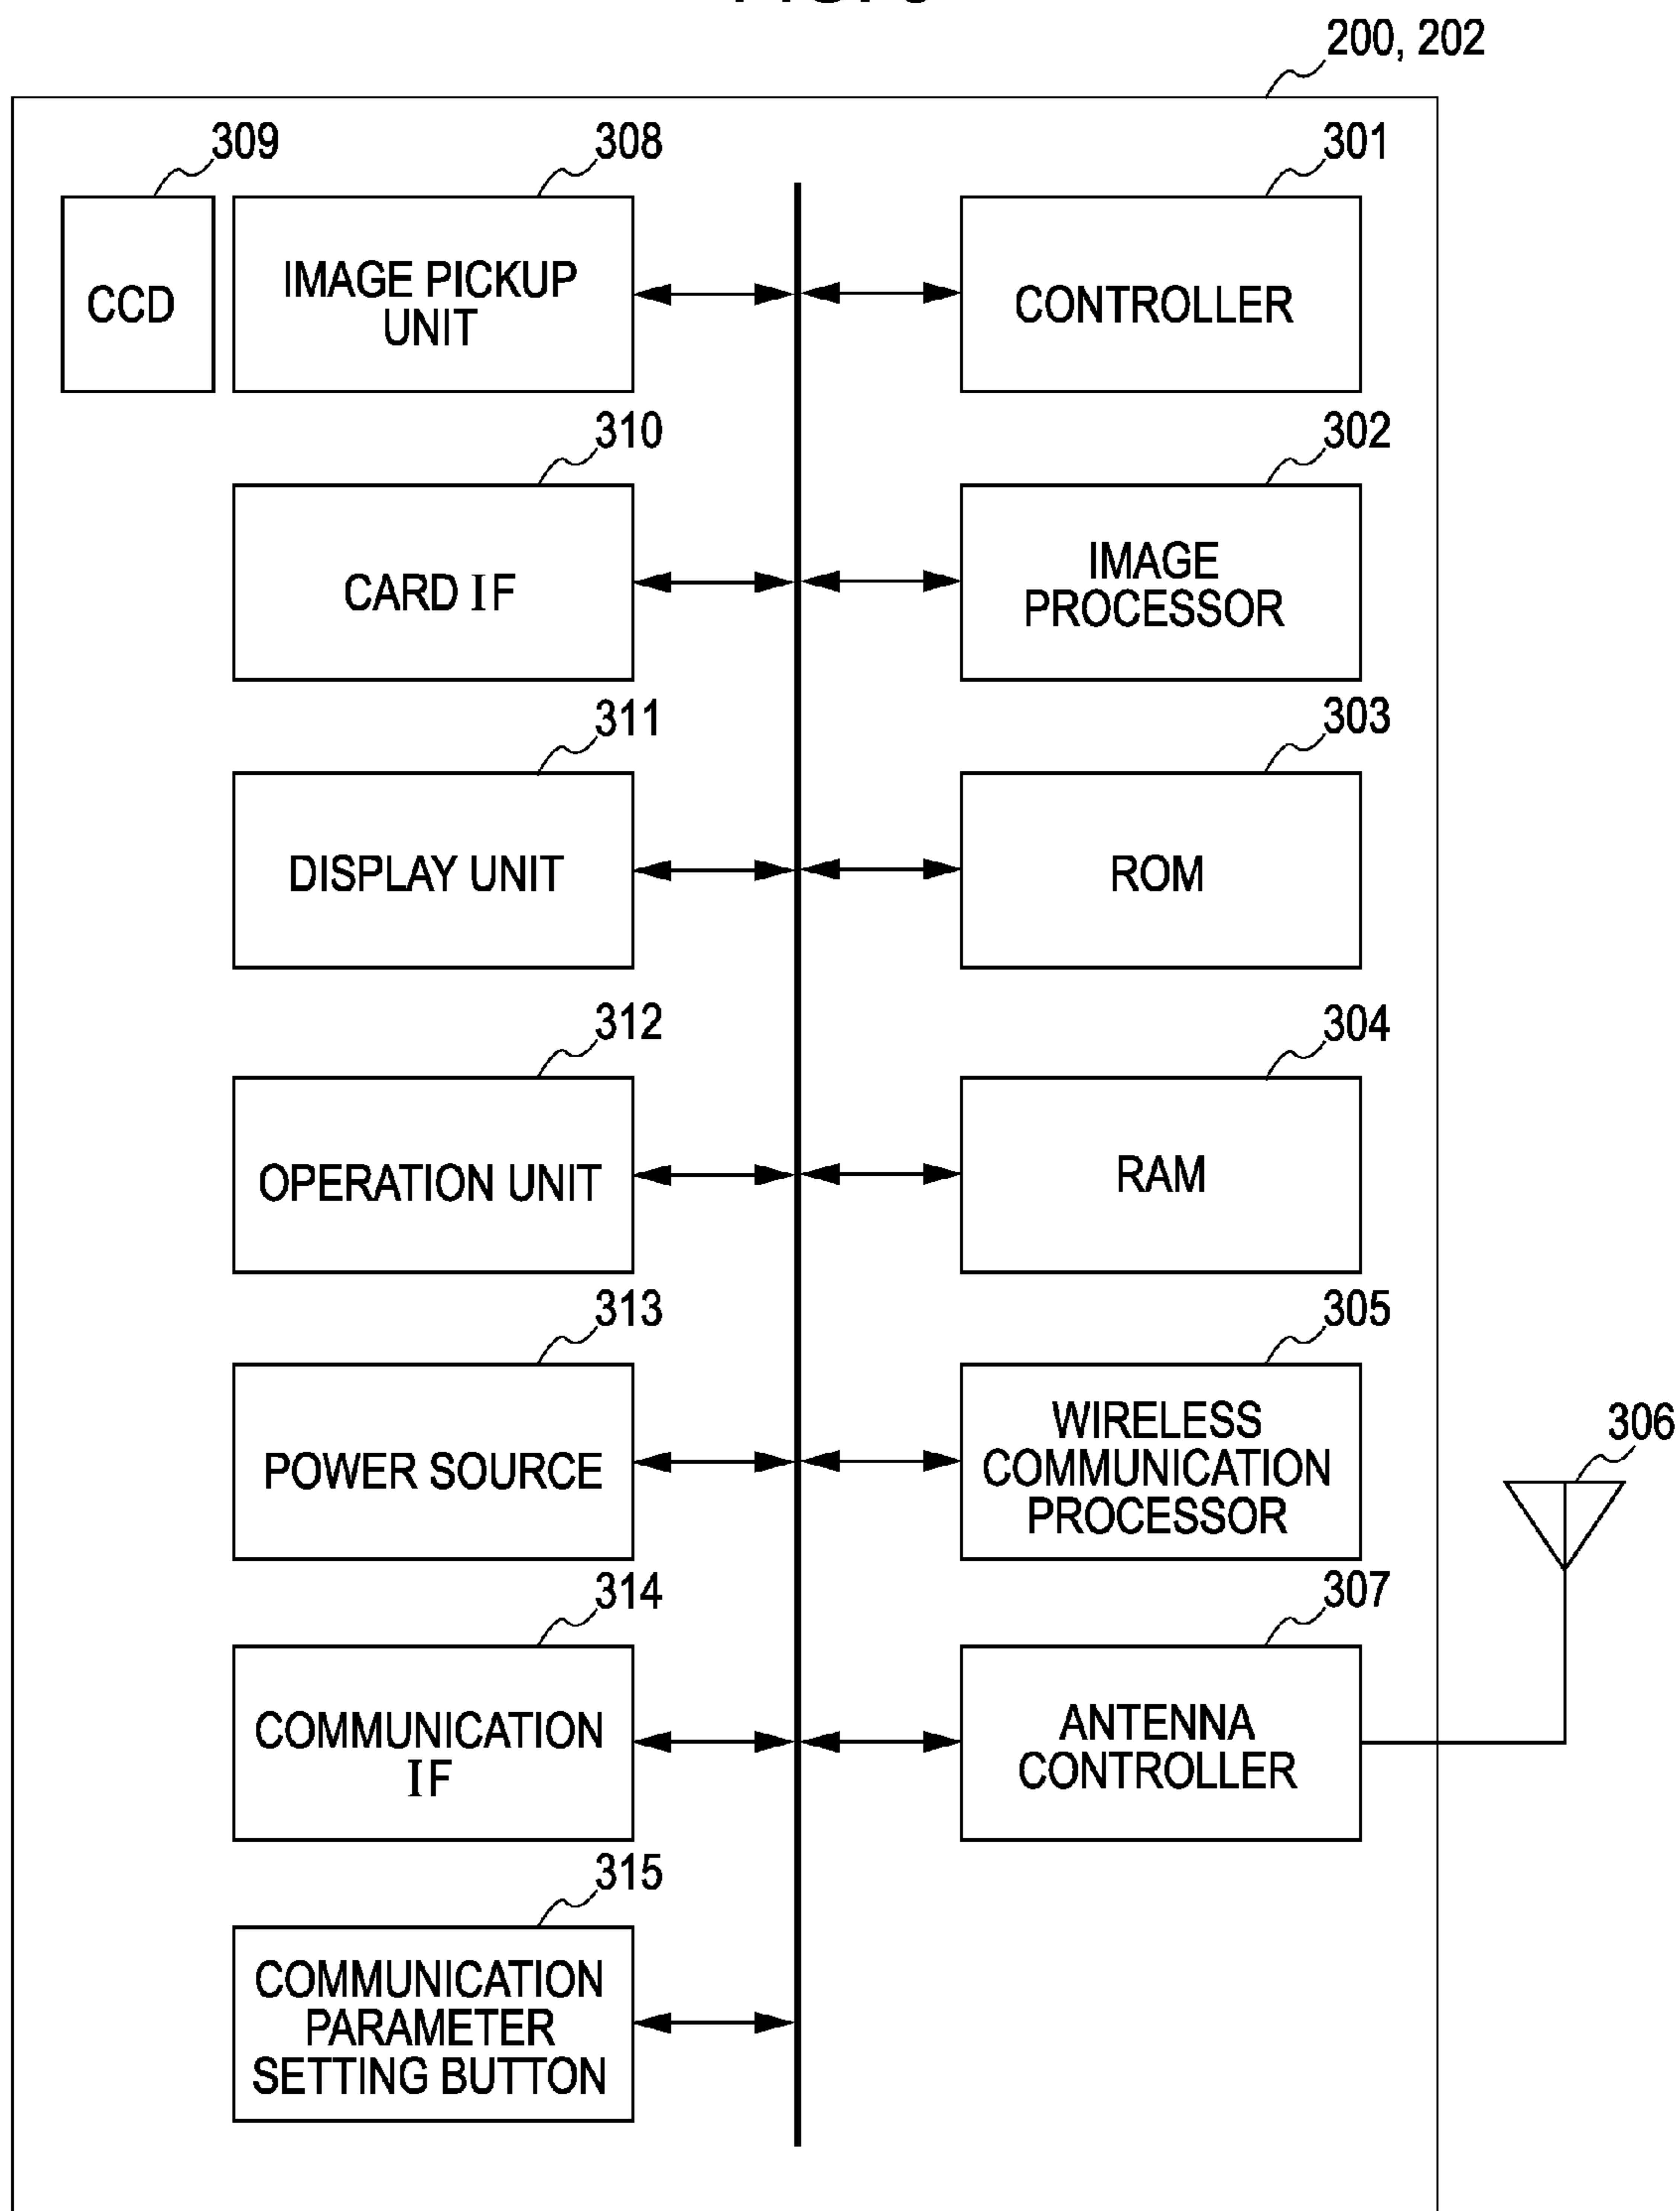 200, 202
309
308
301
CCD
IMAGE PICKUP
UNIT
CONTROLLER
310
302
CARD IF
IMAGE
PROCESSOR
311
303
DISPLAY UNIT
ROM
312
304
OPERATION UNIT
RAM
313
305
306
POWER SOURCE
WIRELESS
COMMUNICATION
PROCESSOR
314
307
COMMUNICATION
IF
ANTENNA
CONTROLLER
315
COMMUNICATION
PARAMETER
SETTING BUTTON